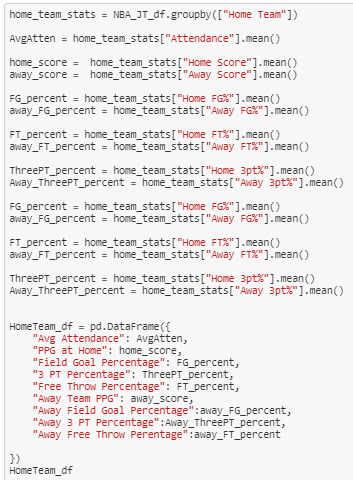 home_team_stats = NBA_JT_df.groupby(["Home Team"])
AvgAtten = home_team_stats["Attendance"].mean()
home_score =  home_team_stats["Home Score"].mean()
away_score =  home_team_stats["Away Score"].mean()
FG_percent = home_team_stats["Home FG%"].mean()
away_FG_percent = home_team_stats["Away FG%"].mean()
FT_percent = home_team_stats["Home FT%"].mean()
away_FT_percent = home_team_stats["Away FT%"].mean()
ThreePT_percent = home_team_stats["Home 3pt%"].mean()
Away_ThreePT_percent = home_team_stats["Away 3pt%"].mean()
FG_percent = home_team_stats["Home FG%"].mean()
away_FG_percent = home_team_stats["Away FG%"].mean()
FT_percent = home_team_stats["Home FT%"].mean()
away_FT_percent = home_team_stats["Away FT%"].mean()
ThreePT_percent = home_team_stats["Home 3pt%"].mean()
Away_ThreePT_percent = home_team_stats["Away 3pt%"].mean()
HomeTeam_df = pd.DataFrame({
    "Avg Attendance": AvgAtten,
    "PPG at Home": home_score,
    "Field Goal Percentage": FG_percent,
    "3 PT Percentage": ThreePT_percent,
    "Free Throw Percentage": FT_percent,
    "Away Team PPG": away_score,
    "Away Field Goal Percentage":away_FG_percent,
    "Away 3 PT Percentage":Away_ThreePT_percent,
    "Away Free Throw Perentage":away_FT_percent
})
HomeTeam_df